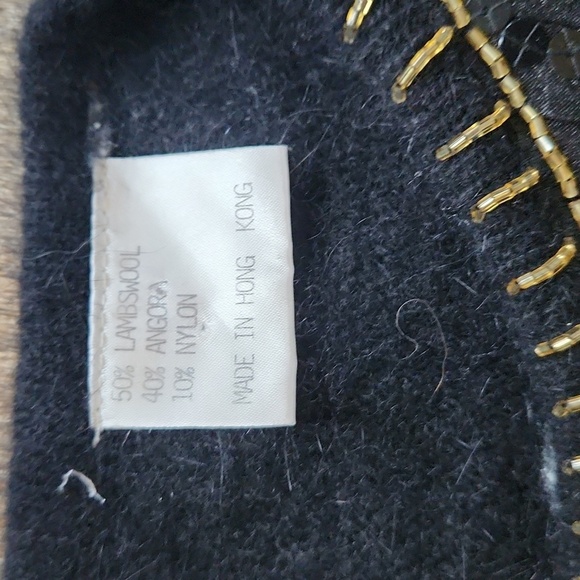 50% LAMBSWOOL
40% ANGORA
10% NYLON
MADE IN HONG KONG